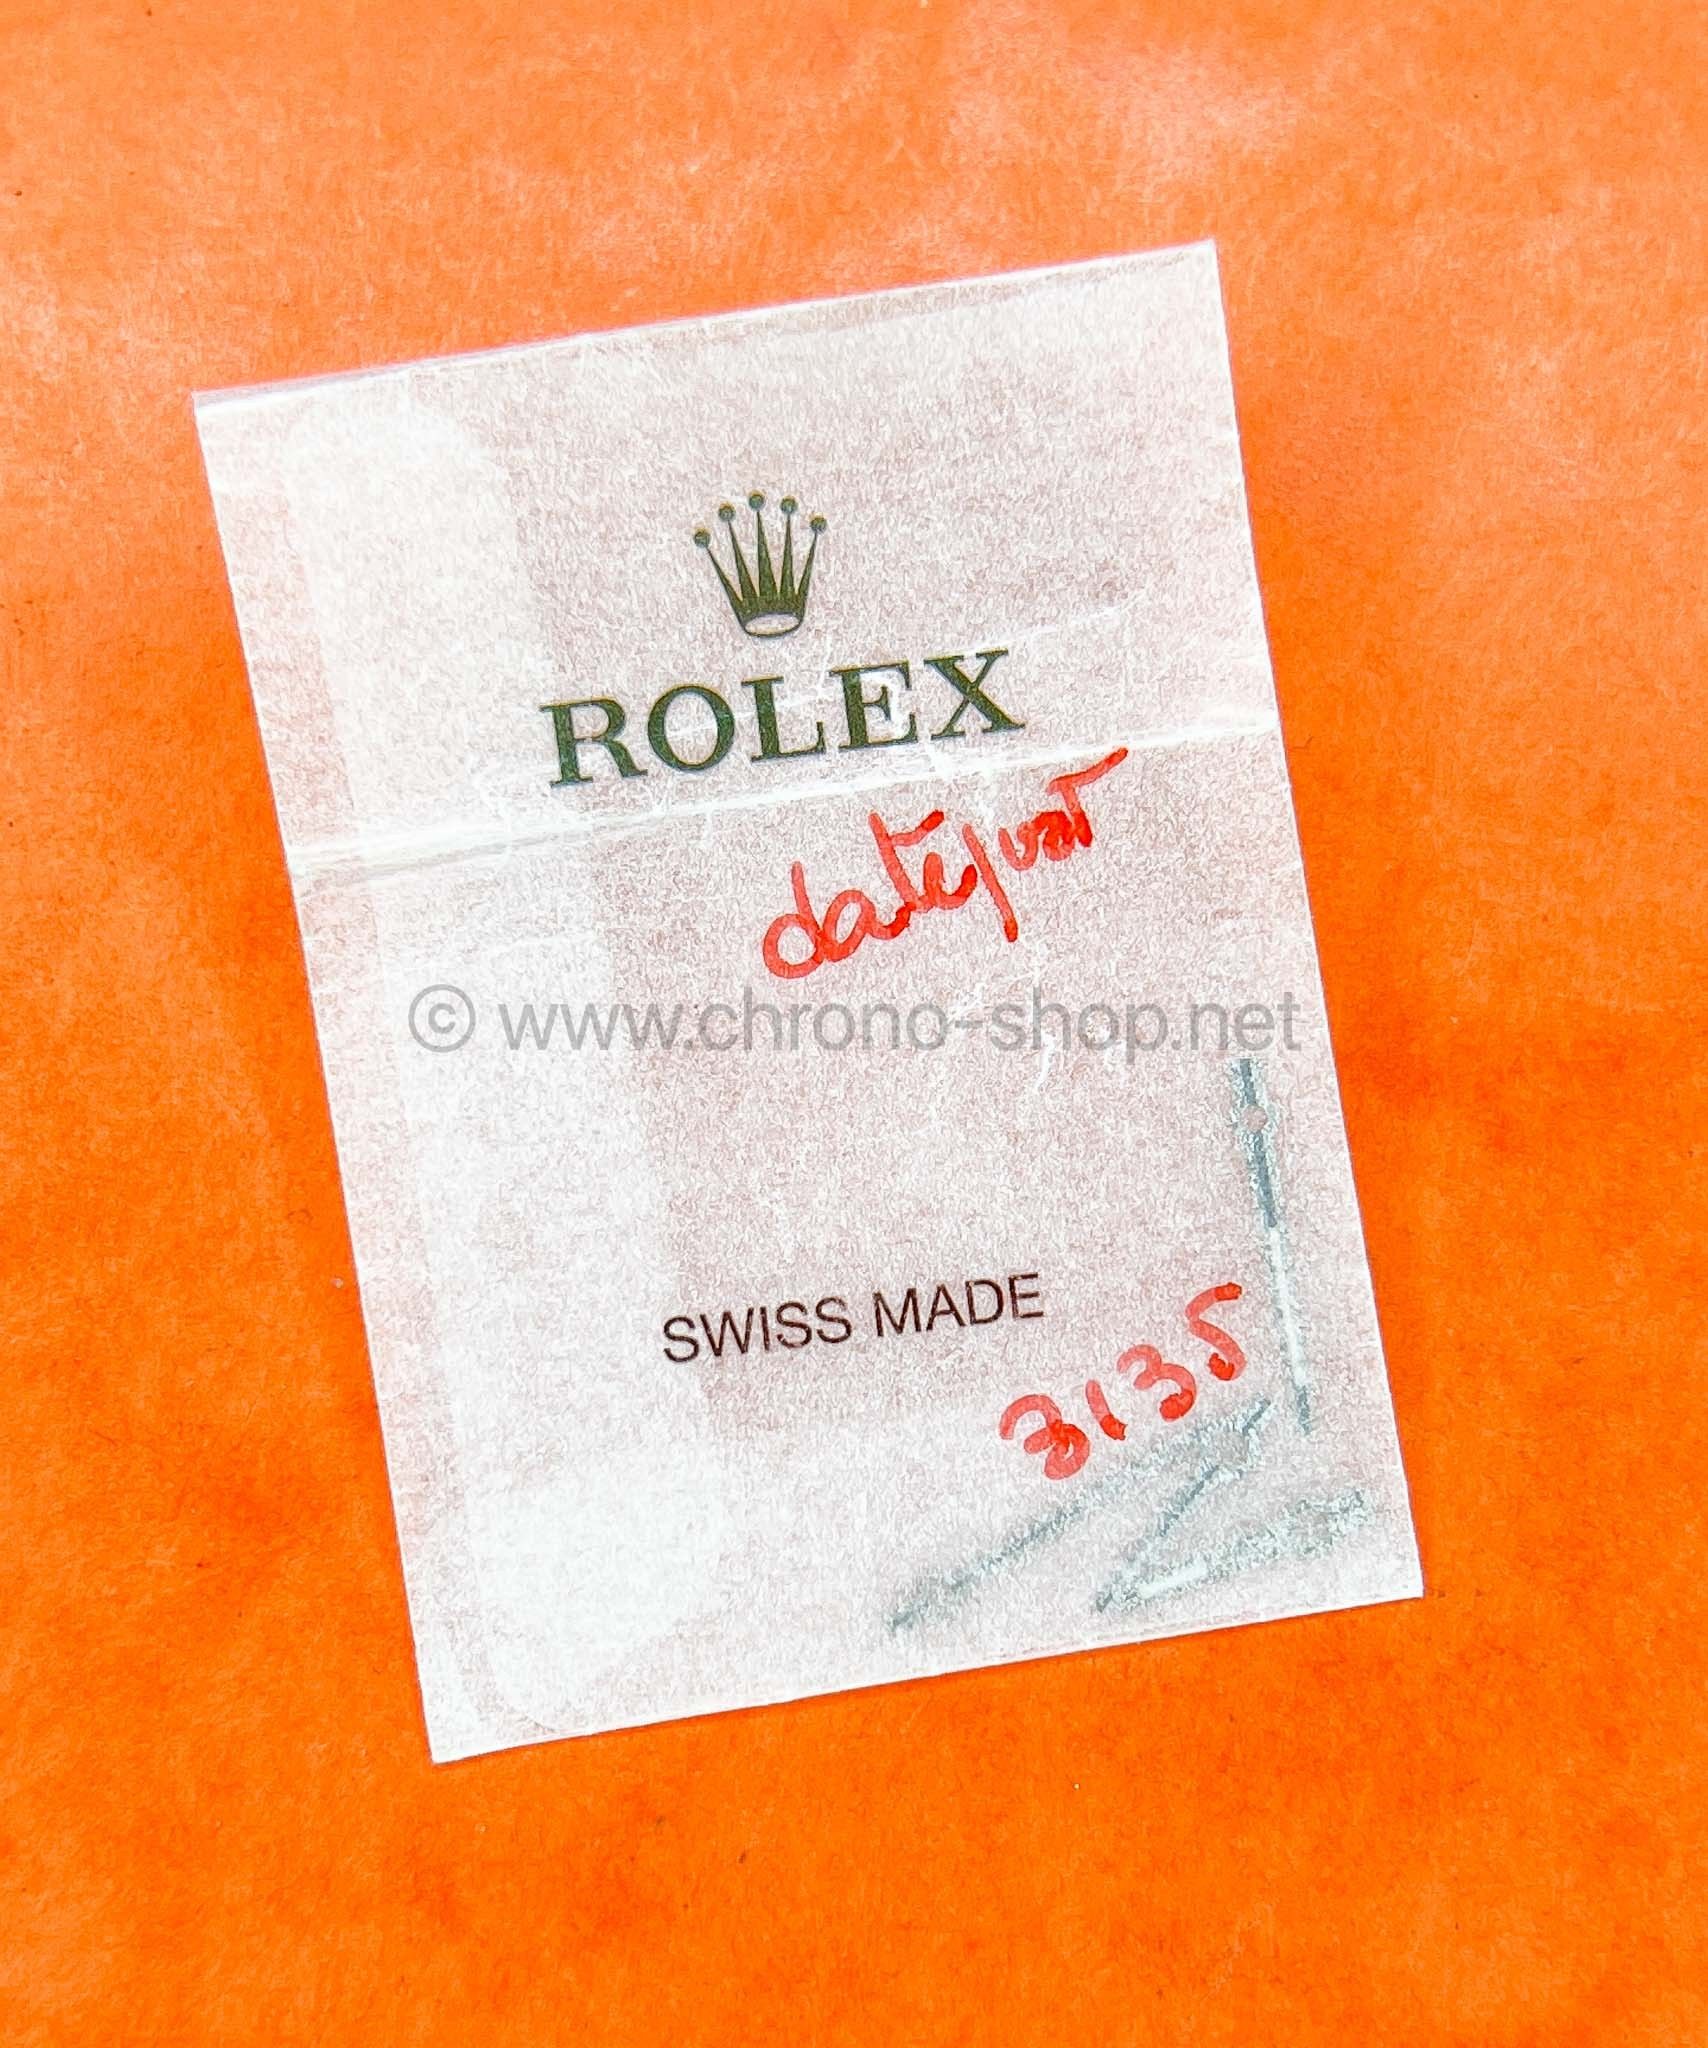 ROLEX
datejust
© www.chrono-shop.net
SWISS MADE
3135